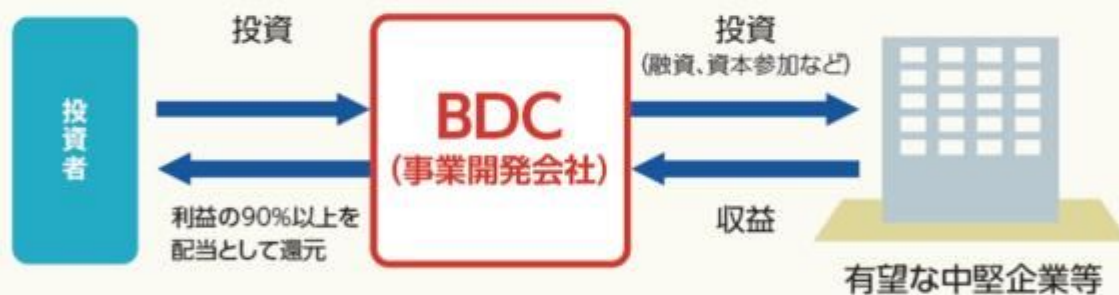 投資者
投資
利益の90%以上を
配当として還元
BDC
(事業開発会社)
投資
(融資、資本参加など)
収益
有望な中堅企業等